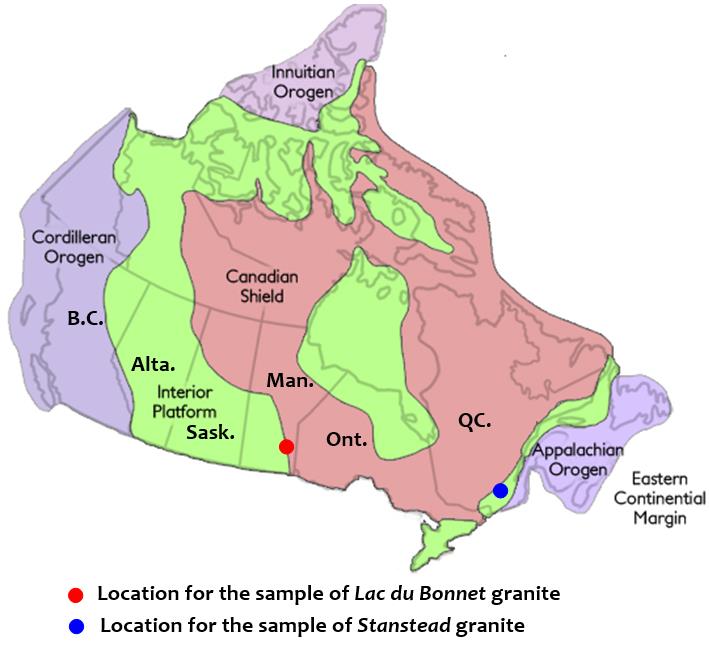 Innuitian
Orogen
Cordilleran
Orogen
Canadian
Shield
B.C.
Alta.
Man.
Interior
Platform
Sask.
Ont.
QC.
Appalachian
Orogen
Eastern
Continental
Margin
Location for the sample of Lac du Bonnet granite
Location for the sample of Stanstead granite